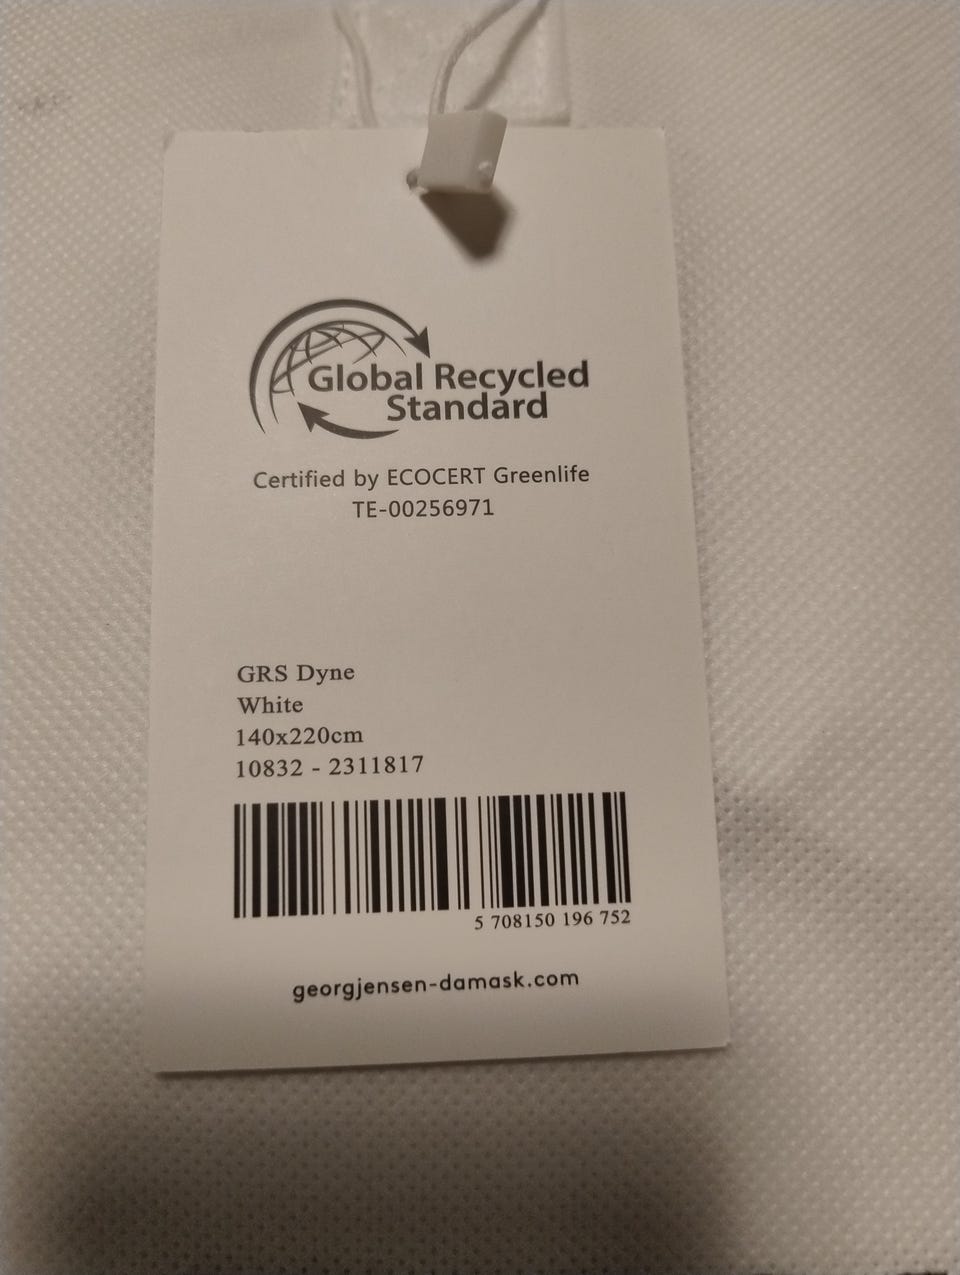 Global Recycled
Standard
Certified by ECOCERT Greenlife
TE-00256971
GRS Dyne
White
140x220cm
10832 - 2311817
5 708150 196 752
georgjensen-damask.com